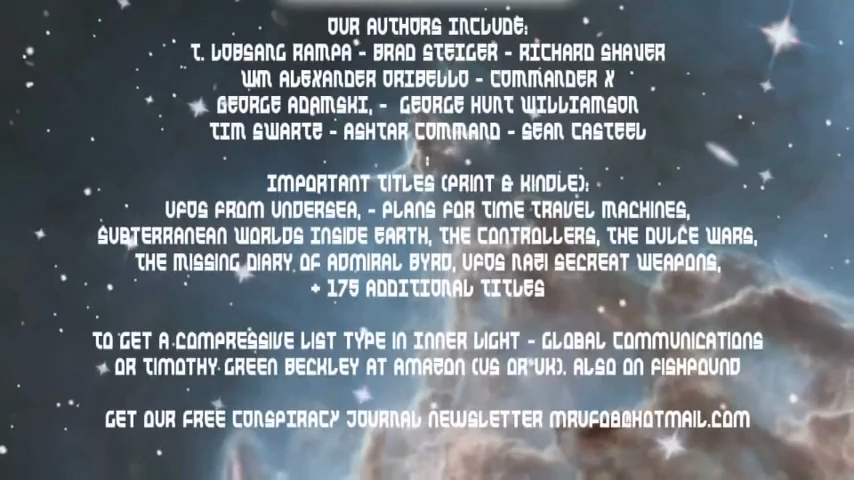 OUR AUTHORS INCLUDE:
T. LOBSANG RAMPA - BRAD STEIGER - RICHARD SHAVER
WM ALEXANDER ORIBELLO - COMMANDER X
GEORGE ADAMSKI, - GEORGE HUNT WILLIAMSON
TIM SWARTZ - ASHTAR COMMAND - SEAN CASTEEL
:
IMPORTANT TITLES (PRINT & KINDLE):
UFOS FROM UNDERSEA, - PLANS FOR TIME TRAVEL MACHINES,
SUBTERRANEAN WORLDS INSIDE EARTH, THE CONTROLLERS, THE DULCE WARS,
THE MISSING DIARY OF ADMIRAL BYRD, UFOS NAZI SECREAT WEAPONS,
+ 175 ADDITIONAL TITLES
TO GET A COMPRESSIVE LIST TYPE IN INNER LIGHT - GLOBAL COMMUNICATIONS
OR TIMOTHY GREEN BECKLEY AT AMAZON (US OR UK). ALSO ON FISHPOUND
GET OUR FREE CONSPIRACY JOURNAL NEWSLETTER MRUFO8@HOTMAIL.COM